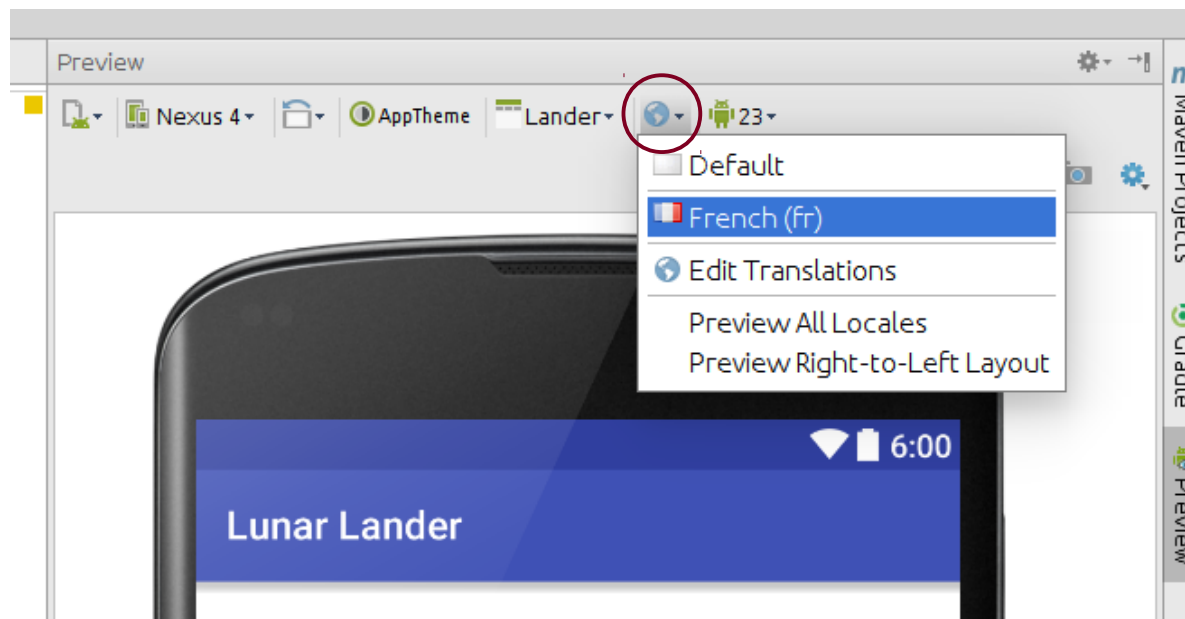 Preview
Nexus 4 AppTheme Lander 23
Default
French (fr)
Edit Translations
Preview All Locales
Preview Right-to-Left Layout
6:00
Lunar Lander
Maven Projects
Gradle
Preview